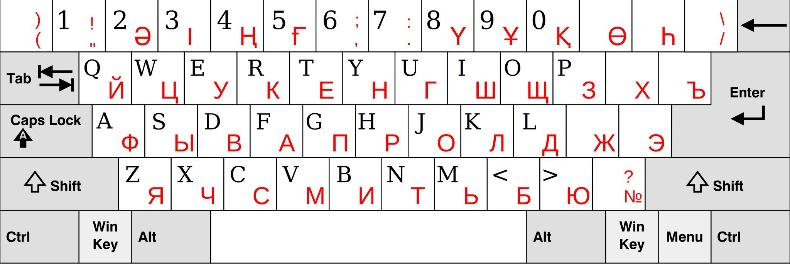 ) ( 1 ! " 2 Ә 3 І 4 Ң 5 Ғ 6 ; , 7 : . 8 Ү 9 Ұ 0 Қ Ө Һ \ /
Tab Q Й W Ц E У R К T Е Y Н U Г I Ш O Щ P З Х Ъ Enter
Caps Lock A Ф S Ы D В F А G П H Р J О K Л L Д Ж Э
Shift Z Я X Ч C С V М B И N Т M Ь < Б > Ю ? № Shift
Ctrl Win Key Alt Alt Win Key Menu Ctrl